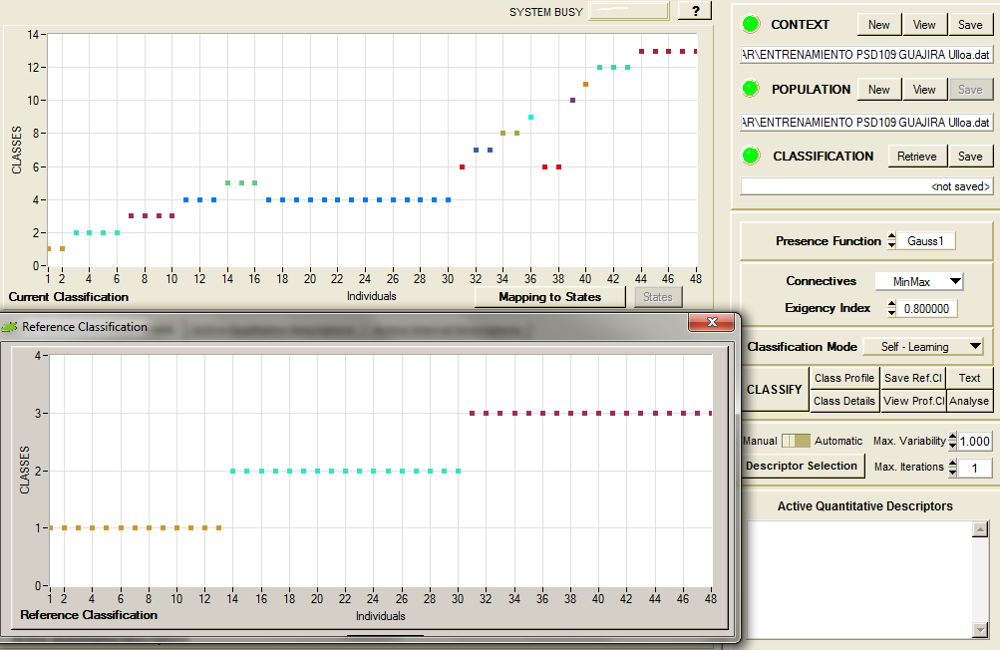 SYSTEM BUSY
?
CLASSES
14
12
10
8
6
4
2
0
1 2 4 6 8 10 12 14 16 18 20 22 24 26 28 30 32 34 36 38 40 42 44 46 48
Current Classification
Individuals
Mapping to States
States
Reference Classification
CLASSES
4
3
2
1
0
1 2 4 6 8 10 12 14 16 18 20 22 24 26 28 30 32 34 36 38 40 42 44 46 48
Reference Classification
Individuals
CONTEXT
New
View
Save
AR\ENTRENAMIENTO PSD109 GUAJIRA Ulloa.dat
POPULATION
New
View
Save
AR\ENTRENAMIENTO PSD109 GUAJIRA Ulloa.dat
CLASSIFICATION
Retrieve
Save
<not saved>
Presence Function
Gauss1
Connectives
MinMax
Exigency Index
0.800000
Classification Mode
Self - Learning
CLASSIFY
Class Profile
Save Ref.Cl
Text
Class Details
View Prof.Cl
Analyse
Manual
Automatic
Max. Variability
1.000
Descriptor Selection
Max. Iterations
1
Active Quantitative Descriptors